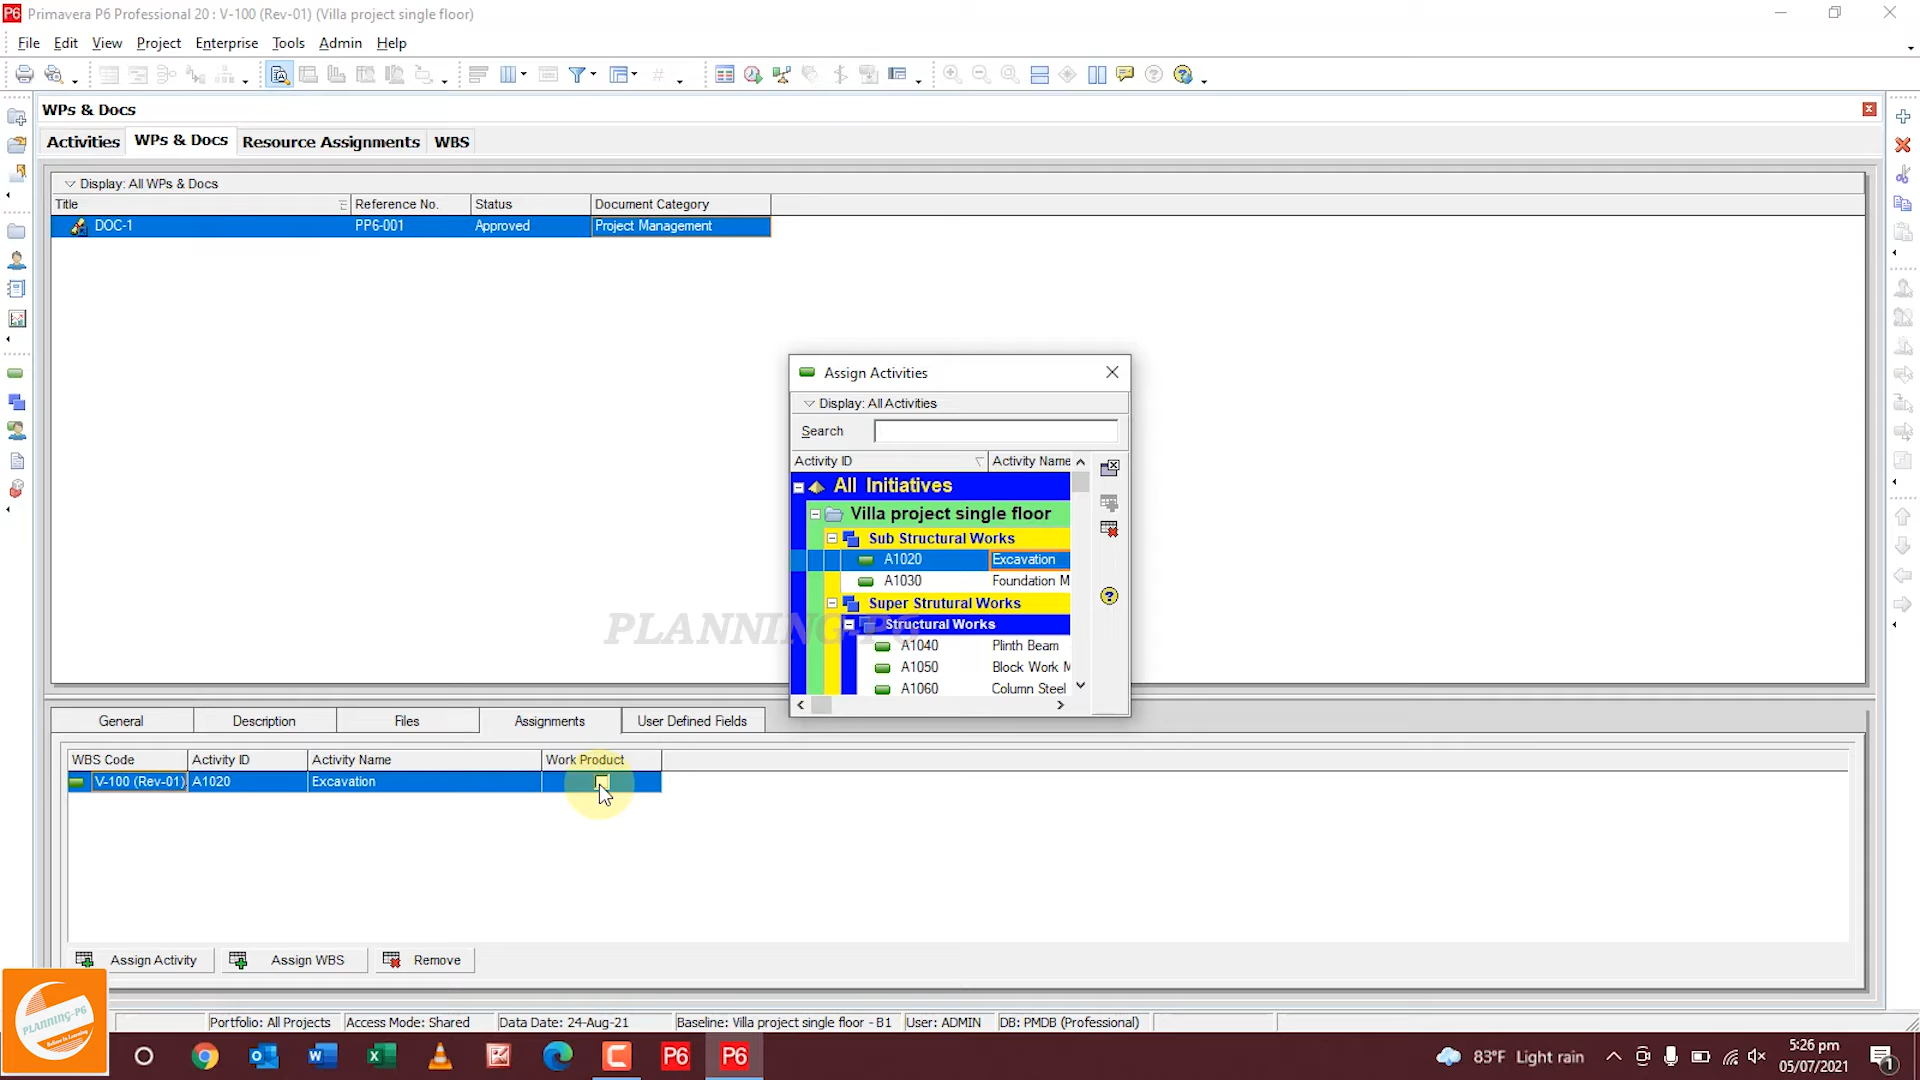 P6 Primavera P6 Professional 20 : V-100 (Rev-01) (Villa project single floor)
File Edit View Project Enterprise Tools Admin Help
WPs & Docs
Activities WPs & Docs Resource Assignments WBS
Display: All WPs & Docs
Title Reference No. Status Document Category
DOC-1 PP6-001 Approved Project Management
Assign Activities
Display: All Activities
Search
Activity ID Activity Name
All Initiatives
Villa project single floor
Sub Structural Works
A1020 Excavation
A1030 Foundation M
Super Strutural Works
Structural Works
A1040 Plinth Beam
A1050 Block Work M
A1060 Column Steel
PLANNING-P6
General Description Files Assignments User Defined Fields
WBS Code Activity ID Activity Name Work Product
V-100 (Rev-01). A1020 Excavation
Assign Activity Assign WBS Remove
PLANNING-P6
Portfolio: All Projects Access Mode: Shared Data Date: 24-Aug-21 Baseline: Villa project single floor - B1 User: ADMIN DB: PMDB (Professional)
P6 P6 83°F Light rain 5:26 pm
05/07/2021 1